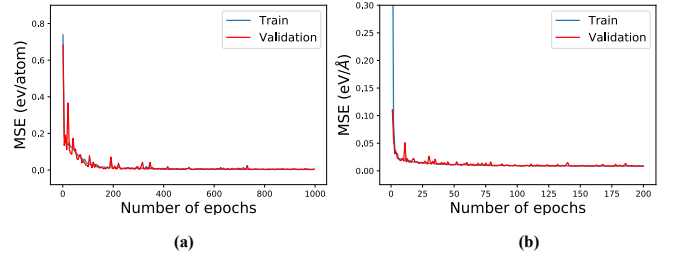 Train
Validation
MSE (ev/atom)
0.8
0.6
0.4
0.2
0.0
0
200
400
600
800
1000
Number of epochs
(a)
Train
Validation
MSE (eV/Å)
0.30
0.25
0.20
0.15
0.10
0.05
0.00
0
25
50
75
100
125
150
175
200
Number of epochs
(b)